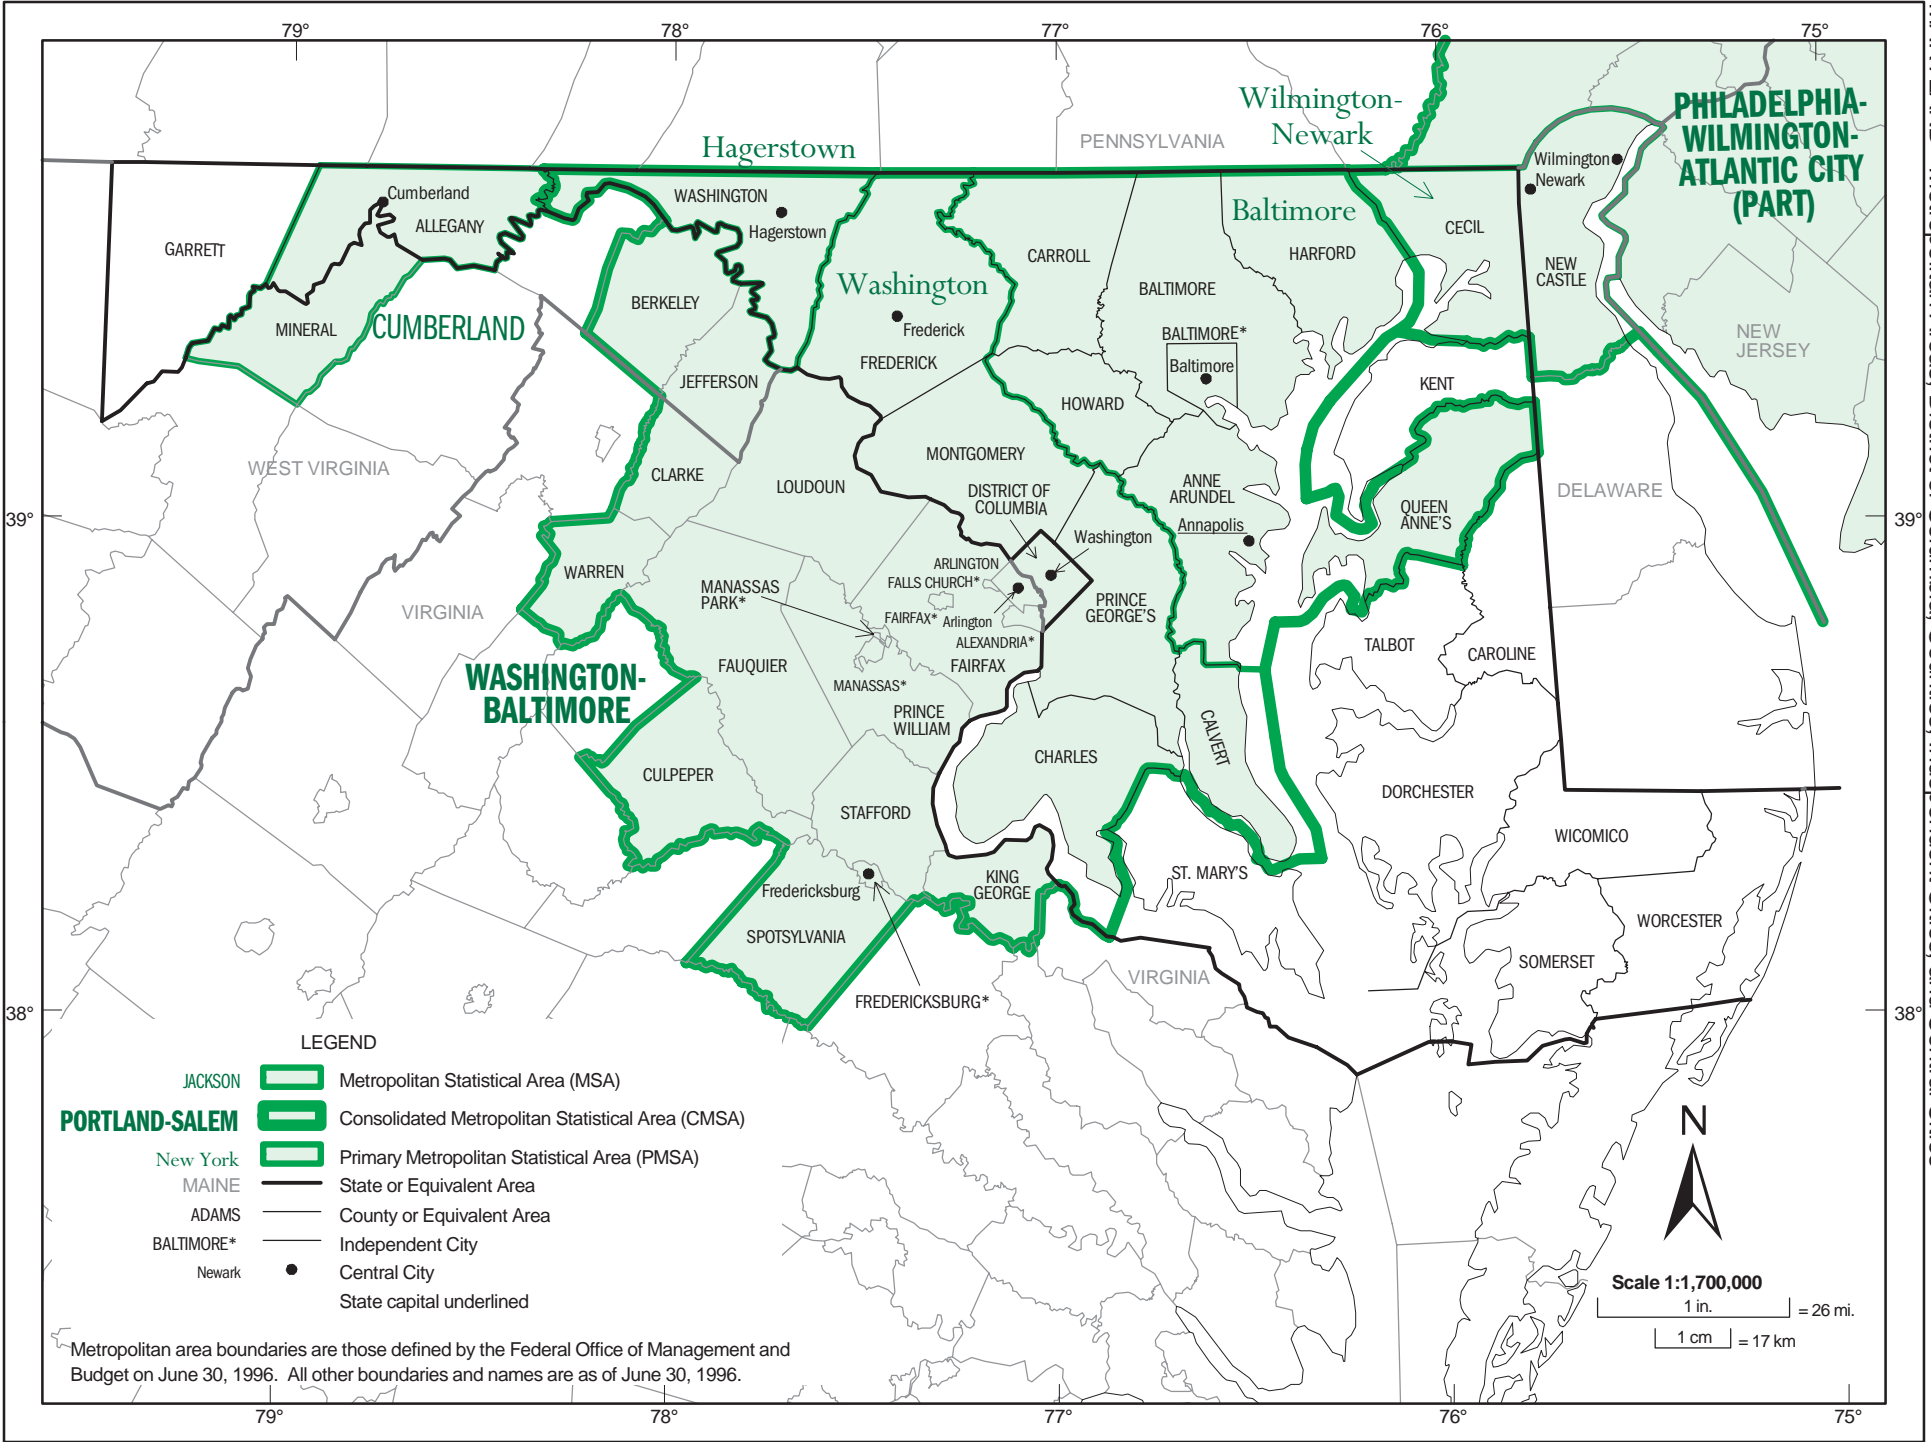 79°
78°
77°
76°
75°
Wilmington-
Newark
PHILADELPHIA-
WILMINGTON-
ATLANTIC CITY
(PART)
Hagerstown
PENNSYLVANIA
Wilmington
Newark
Cumberland
ALLEGANY
WASHINGTON
Hagerstown
Baltimore
GARRETT
CARROLL
HARFORD
CECIL
NEW
CASTLE
BERKELEY
Washington
BALTIMORE
MINERAL
CUMBERLAND
Frederick
FREDERICK
BALTIMORE*
Baltimore
NEW
JERSEY
JEFFERSON
HOWARD
KENT
WEST VIRGINIA
CLARKE
LOUDOUN
MONTGOMERY
DISTRICT OF
COLUMBIA
ANNE
ARUNDEL
Annapolis
QUEEN
ANNE'S
DELAWARE
39°
39°
Washington
WARREN
MANASSAS
PARK*
ARLINGTON
FALLS CHURCH*
FAIRFAX*
Arlington
ALEXANDRIA*
FAIRFAX
PRINCE
GEORGE'S
VIRGINIA
TALBOT
CAROLINE
WASHINGTON-
BALTIMORE
FAUQUIER
MANASSAS*
PRINCE
WILLIAM
CALVERT
CHARLES
CULPEPER
STAFFORD
DORCHESTER
WICOMICO
ST. MARY'S
KING
GEORGE
Fredericksburg
SPOTSYLVANIA
WORCESTER
SOMERSET
VIRGINIA
FREDERICKSBURG*
38°
38°
LEGEND
JACKSON Metropolitan Statistical Area (MSA)
PORTLAND-SALEM Consolidated Metropolitan Statistical Area (CMSA)
New York Primary Metropolitan Statistical Area (PMSA)
MAINE State or Equivalent Area
ADAMS County or Equivalent Area
BALTIMORE* Independent City
Newark Central City
State capital underlined
N
Scale 1:1,700,000
1 in. = 26 mi.
1 cm = 17 km
Metropolitan area boundaries are those defined by the Federal Office of Management and
Budget on June 30, 1996. All other boundaries and names are as of June 30, 1996.
79°
78°
77°
76°
75°